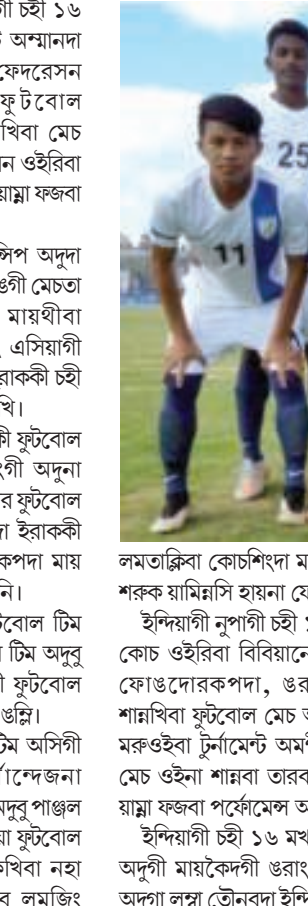 গী চহী ১৬
অম্মানদা
ফেদরেসন
ফুটবোল
খিবা মেচ
ন ওইরিবা
য়াম্না ফজবা
ন্সিপ অদুদা
ঙগী মেচতা
মায়থীবা
এসিয়াগী
রাককী চহী
খি।
কী ফুটবোল
ংগী অদুনা
র ফুটবোল
দা ইরাককী
কপদা মায়
নি।
টবোল টিম
টিম অদুবু
ী ফুটবোল
ঙল্লি।
টিম অসিগী
ান্দেজনা
মদুবু পাঞ্জল
য়া ফুটবোল
কখিবা নহা
ব লমজিং
25
11
লমতাক্লিবা কোচশিংদা ম
শরুক য়ামিন্নসি হায়না ফো
ইন্দিয়াগী নুপাগী চহী ১
কোচ ওইরিবা বিবিয়ানো
ফোঙদোরকপদা, ঙর
শান্নখিবা ফুটবোল মেচ অ
মরুওইবা টুর্নামেন্ট অমা
মেচ ওইনা শান্নবা তারব
য়াম্না ফজবা পর্ফোমেন্স অ
ইন্দিয়াগী চহী ১৬ মখ
অদুগী মায়কৈদগী ঙরাং
অদুগা লম্না তৌনবদা ইন্দি